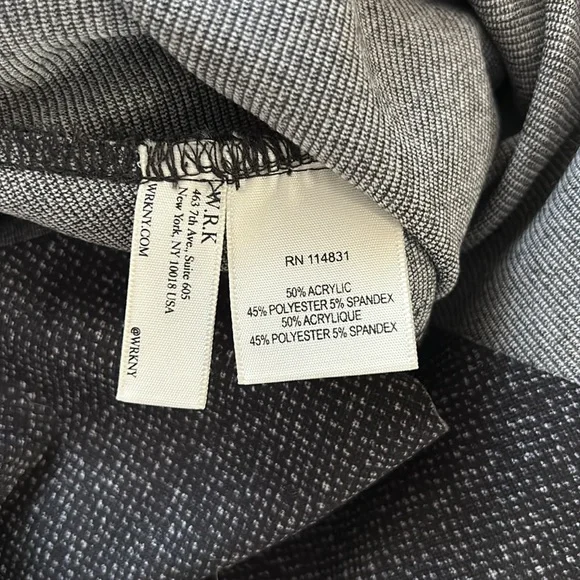 W.R.K
463 7th Ave., Suite 605
New York, NY 10018 USA
WRKNY.COM
@WRKNY
RN 114831
50% ACRYLIC
45% POLYESTER 5% SPANDEX
50% ACRYLIQUE
45% POLYESTER 5% SPANDEX